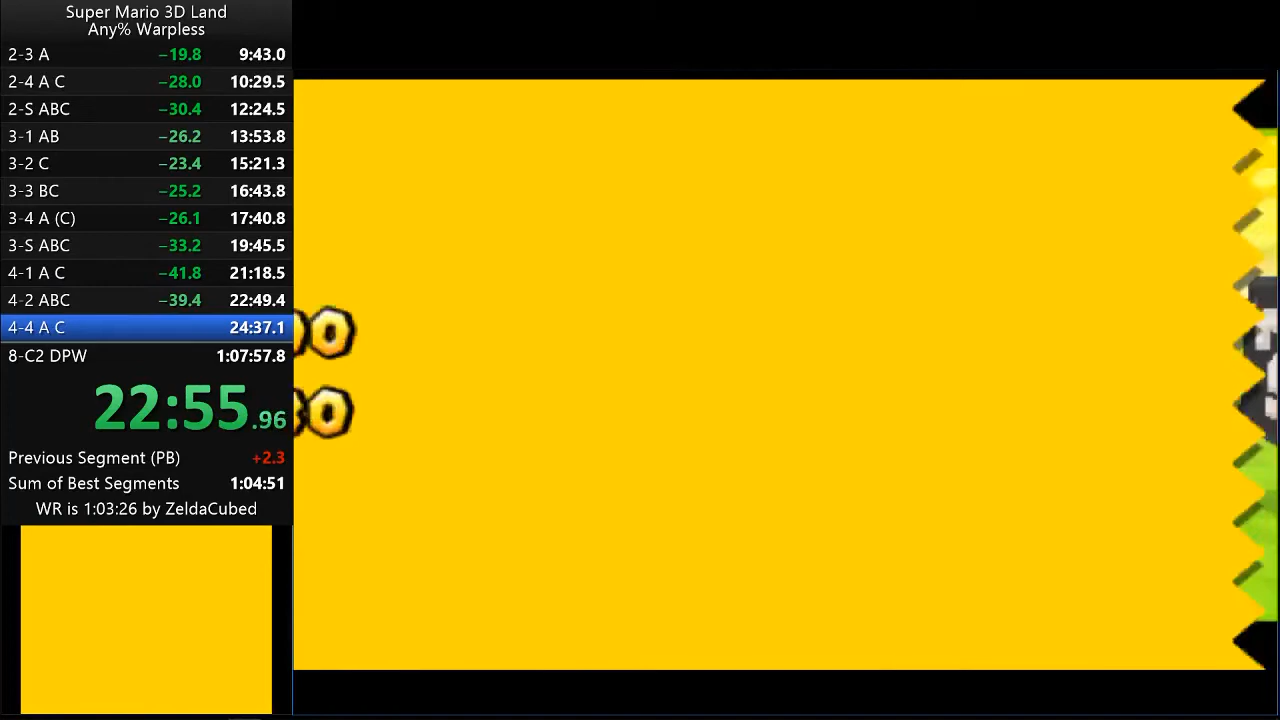 Super Mario 3D Land
Any% Warpless
2-3 A −19.8 9:43.0
2-4 A C −28.0 10:29.5
2-S ABC −30.4 12:24.5
3-1 AB −26.2 13:53.8
3-2 C −23.4 15:21.3
3-3 BC −25.2 16:43.8
3-4 A (C) −26.1 17:40.8
3-S ABC −33.2 19:45.5
4-1 A C −41.8 21:18.5
4-2 ABC −39.4 22:49.4
4-4 A C 24:37.1
8-C2 DPW 1:07:57.8
22:55.96
Previous Segment (PB) +2.3
Sum of Best Segments 1:04:51
WR is 1:03:26 by ZeldaCubed